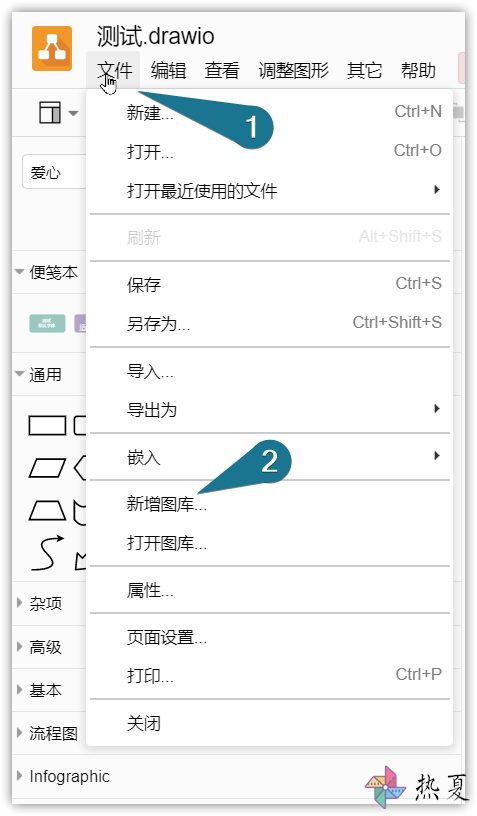 测试.drawio
文件 编辑 查看 调整图形 其它 帮助
新建... Ctrl+N
1
打开... Ctrl+O
爱心
打开最近使用的文件
刷新 Alt+Shift+S
便笺本
保存 Ctrl+S
另存为... Ctrl+Shift+S
通用
导入...
导出为
嵌入
2
新增图库...
打开图库...
属性...
杂项
页面设置...
高级
打印... Ctrl+P
基本
关闭
流程图
Infographic
热夏